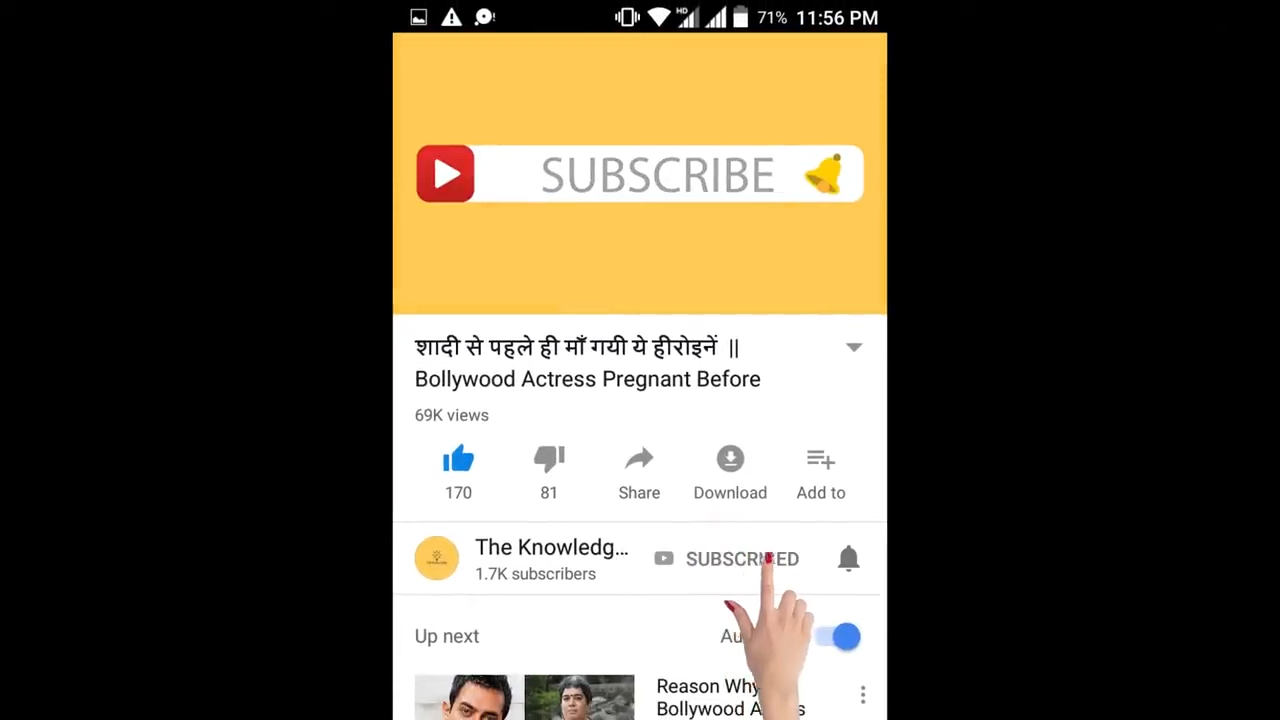 71% 11:56 PM
SUBSCRIBE
शादी से पहले ही माँ गयी ये हीरोइनें ||
Bollywood Actress Pregnant Before
69K views
170 81 Share Download Add to
The Knowledg... SUBSCRIBED
1.7K subscribers
Up next
Reason Why
Bollywood